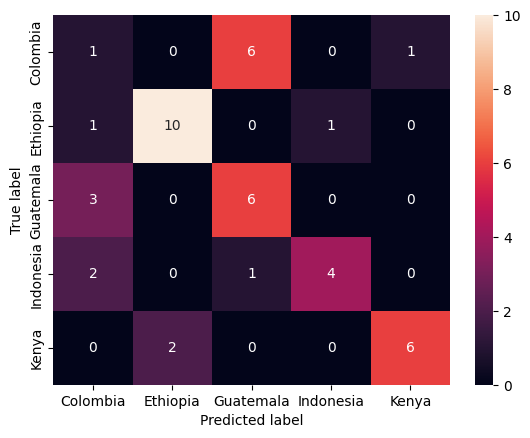 True label
Colombia
Ethiopia
Guatemala
Indonesia
Kenya
1 0 6 0 1
1 10 0 1 0
3 0 6 0 0
2 0 1 4 0
0 2 0 0 6
Colombia Ethiopia Guatemala Indonesia Kenya
Predicted label
10
8
6
4
2
0